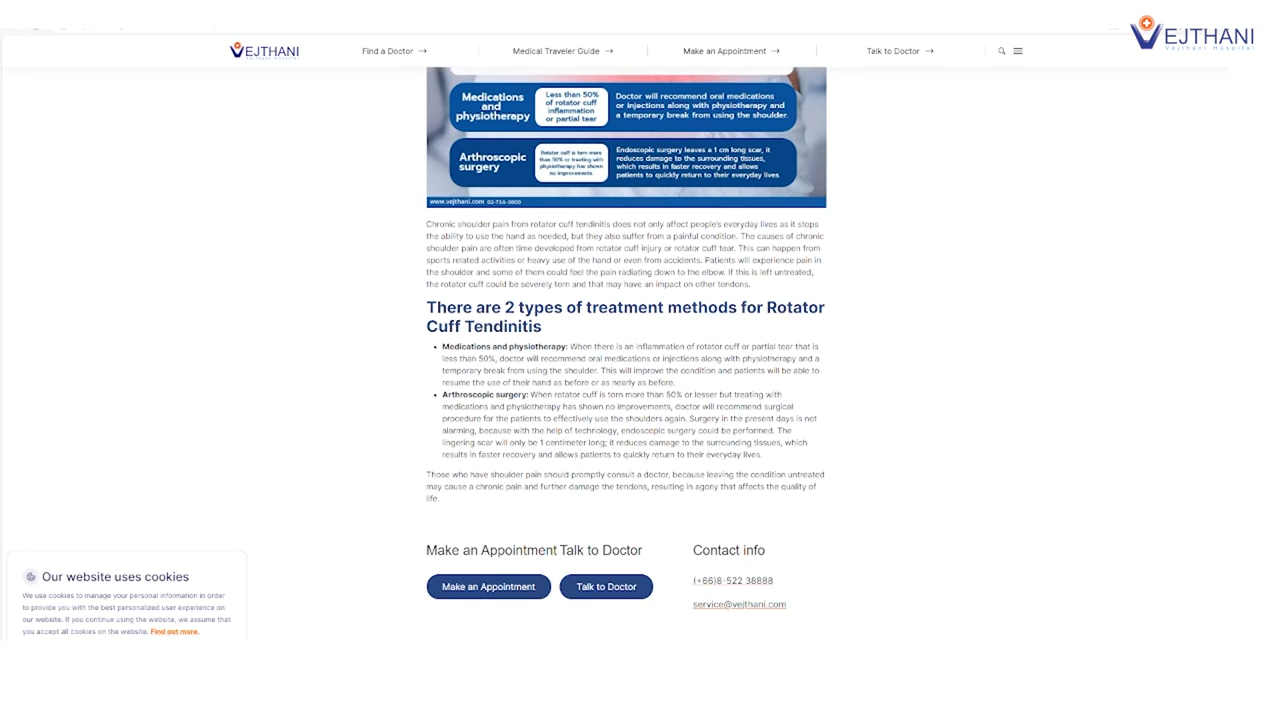 VEJTHANI
Vejthani Hospital
VEJTHANI
Find a Doctor →
Medical Traveler Guide →
Make an Appointment →
Talk to Doctor →
Medications
and
physiotherapy
Less than 50%
of rotator cuff
inflammation
or partial tear
Doctor will recommend oral medications
or injections along with physiotherapy and
a temporary break from using the shoulder.
Arthroscopic
surgery
Rotator cuff is torn more
than 50% or treating with
physiotherapy has shown
no improvements
Endoscopic surgery leaves a 1 cm long scar, it
reduces damage to the surrounding tissues,
which results in faster recovery and allows
patients to quickly return to their everyday lives.
www.vejthani.com 02-734-0000
Chronic shoulder pain from rotator cuff tendinitis does not only affect people's everyday lives as it stops
the ability to use the hand as needed, but they also suffer from a painful condition. The causes of chronic
shoulder pain are often time developed from rotator cuff injury or rotator cuff tear. This can happen from
sports related activities or heavy use of the hand or even from accidents. Patients will experience pain in
the shoulder and some of them could feel the pain radiating down to the elbow. If this is left untreated,
the rotator cuff could be severely torn and that may have an impact on other tendons.
There are 2 types of treatment methods for Rotator
Cuff Tendinitis
• Medications and physiotherapy: When there is an inflammation of rotator cuff or partial tear that is
less than 50%, doctor will recommend oral medications or injections along with physiotherapy and a
temporary break from using the shoulder. This will improve the condition and patients will be able to
resume the use of their hand as before or as nearly as before.
• Arthroscopic surgery: When rotator cuff is torn more than 50% or lesser but treating with
medications and physiotherapy has shown no improvements, doctor will recommend surgical
procedure for the patients to effectively use the shoulders again. Surgery in the present days is not
alarming, because with the help of technology, endoscopic surgery could be performed. The
lingering scar will only be 1 centimeter long; it reduces damage to the surrounding tissues, which
results in faster recovery and allows patients to quickly return to their everyday lives.
Those who have shoulder pain should promptly consult a doctor, because leaving the condition untreated
may cause a chronic pain and further damage the tendons, resulting in agony that affects the quality of
life.
Make an Appointment
Talk to Doctor
Contact info
Make an Appointment
Talk to Doctor
(+66)8-522 38888
service@vejthani.com
Our website uses cookies
We use cookies to manage your personal information in order
to provide you with the best personalized user experience on
our website. If you continue using the website, we assume that
you accept all cookies on the website. Find out more.